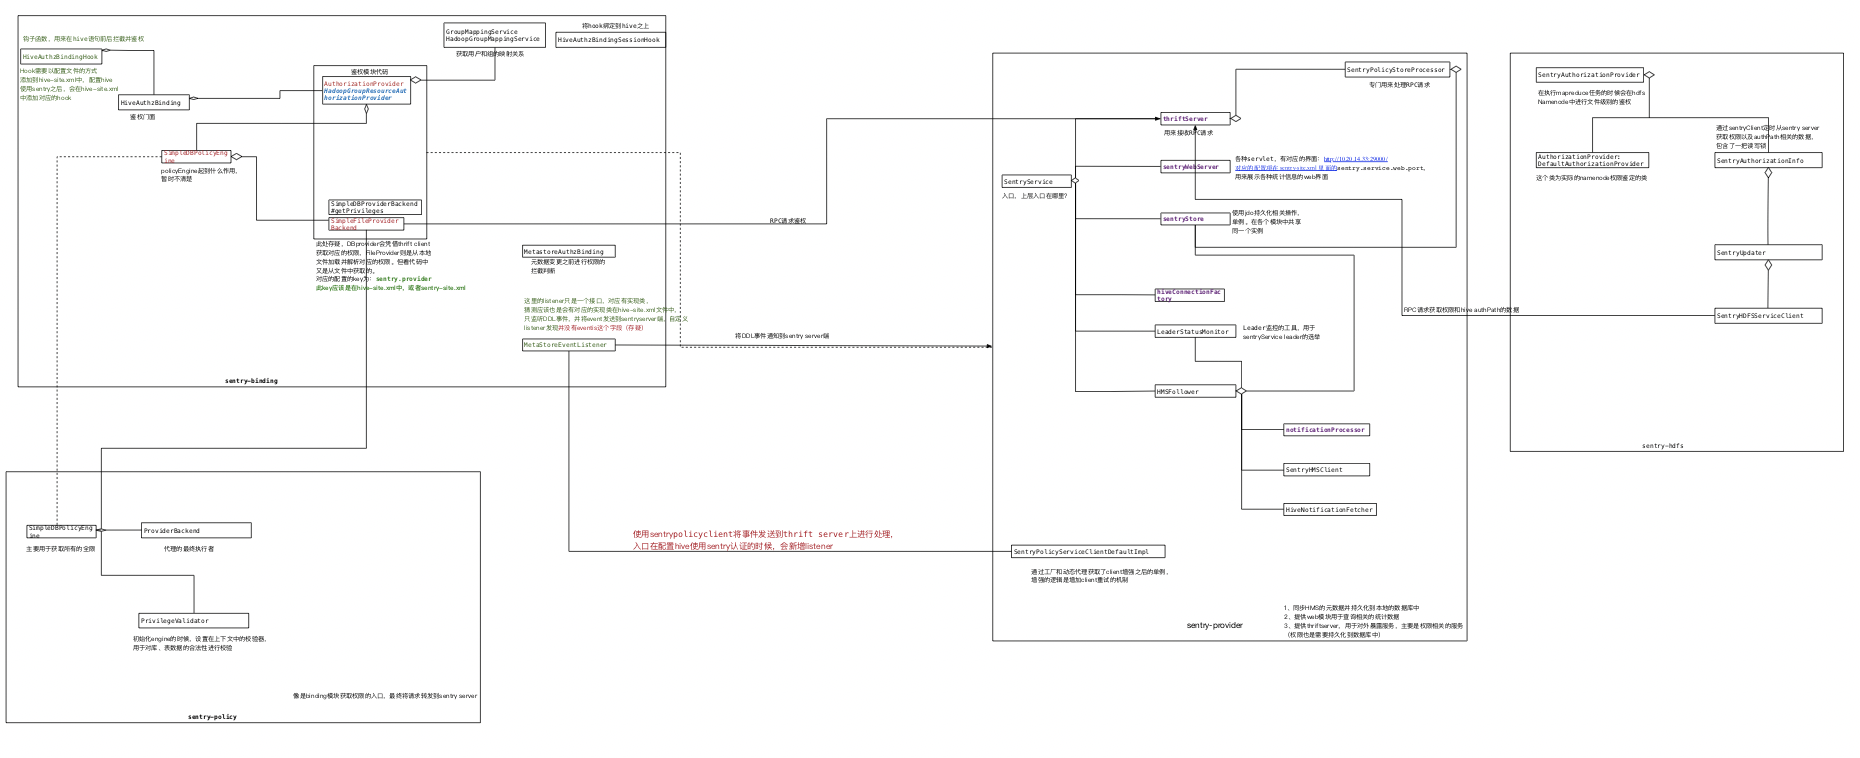 钩子函数，用来在hive语句前后拦截并鉴权
HiveAuthzBindingHook
Hook需要以配置文件的方式
添加到hive-site.xml中，配置hive
使用sentry之后，会在hive-site.xml
中添加对应的hook
HiveAuthzBinding
鉴权门面
鉴权模块代码
AuthorizationProvider
HadoopGroupResourceAut
horizationProvider
GroupMappingService
HadoopGroupMappingService
获取用户和组的映射关系
将hook绑定到hive之上
HiveAuthzBindingSessionHook
SimpleDBPolicyEng
ine
policyEngine起到什么作用，
暂时不清楚
SimpleDBProviderBackend
#getPrivileges
SimpleFileProvider
Backend
此处存疑，DBprovider会凭借thrift client
获取对应的权限，FileProvider则是从本地
文件加载并解析对应的权限，但看代码中
又是从文件中获取的。
对应的配置的key为：sentry.provider
此key应该是在hive-site.xml中，或者sentry-site.xml
MetastoreAuthzBinding
元数据变更之前进行权限的
拦截判断
这里的listener只是一个接口，对应有实现类，
猜测应该也是会有对应的实现类在hive-site.xml文件中，
只监听DDL事件，并将event发送到sentryserver端，自定义
listener发现并没有eventis这个字段（存疑）
MetaStoreEventListener
将DDL事件通知到sentry server端
RPC请求鉴权
sentry-binding
SimpleDBPolicyEng
ine
主要用于获取所有的全限
ProviderBackend
代理的最终执行者
PrivilegeValidator
初始化engine的时候，设置在上下文中的校验器，
用于对库、表数据的合法性进行校验
像是binding模块获取权限的入口，最终将请求转发到sentry server
sentry-policy
使用sentrypolicyclient将事件发送到thrift server上进行处理，
入口在配置hive使用sentry认证的时候，会新增listener
SentryService
入口，上层入口在哪里？
thriftServer
用来接收RPC请求
SentryPolicyStoreProcessor
专门用来处理RPC请求
sentryWebServer
各种servlet，有对应的界面：http://10.20.14.33:29000/
对应的配置项在 sentry-site.xml 里面的sentry.service.web.port，
用来展示各种统计信息的web界面
sentryStore
使用jdo持久化相关操作，
单例，在各个模块中共享
同一个实例
hiveConnectionFac
tory
LeaderStatusMonitor
Leader监控的工具，用于
sentryService leader的选举
HMSFollower
notificationProcessor
SentryHMSClient
HiveNotificationFetcher
SentryPolicyServiceClientDefaultImpl
通过工厂和动态代理获取了client增强之后的单例，
增强的逻辑是增加client重试的机制
1、同步HMS的元数据并持久化到本地的数据库中
2、提供web模块用于查询相关的统计数据
3、提供thriftserver，用于对外暴露服务，主要是权限相关的服务
（权限也是需要持久化到数据库中）
sentry-provider
RPC请求获取权限和hive authPath的数据
SentryAuthorizationProvider
在执行mapreduce任务的时候会在hdfs
Namenode中进行文件级别的鉴权
通过sentryClient定时从sentry server
获取权限以及authPath相关的数据，
包含了一把读写锁
AuthorizationProvider:
DefaultAuthorizationProvider
这个类为实际的namenode权限鉴定的类
SentryAuthorizationInfo
SentryUpdater
SentryHDFSServiceClient
sentry-hdfs